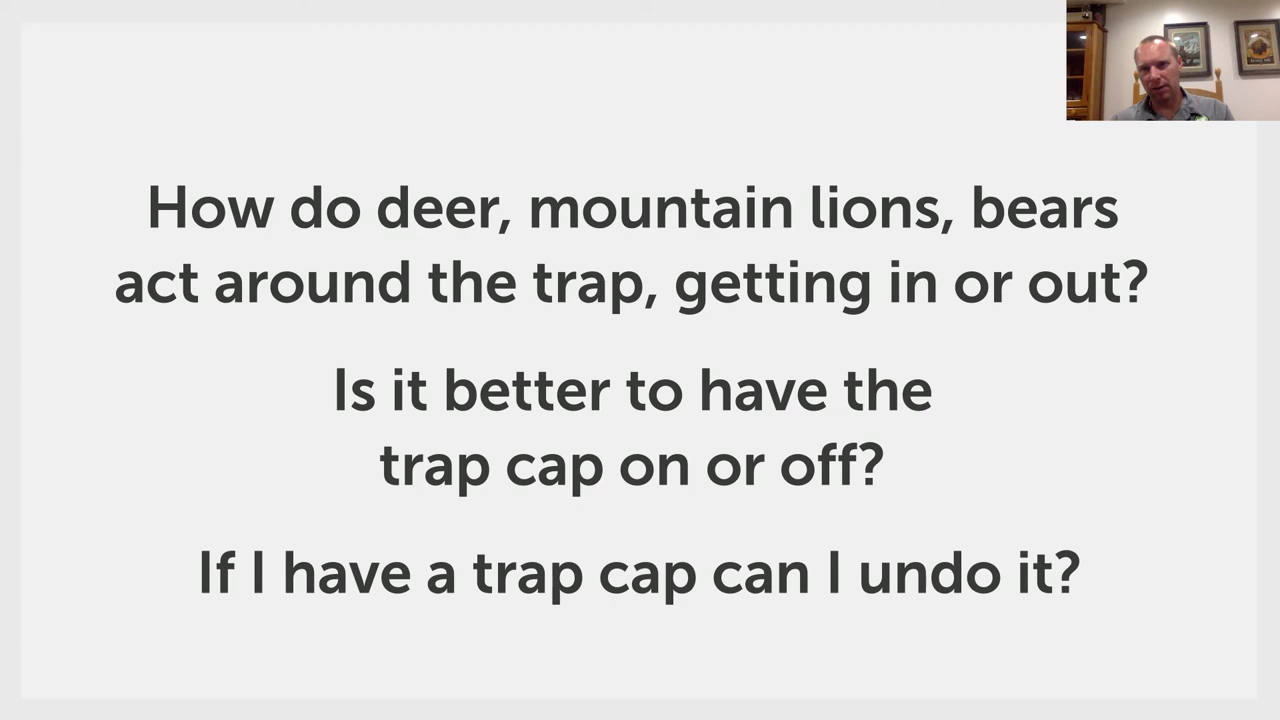 How do deer, mountain lions, bears
act around the trap, getting in or out?
Is it better to have the
trap cap on or off?
If I have a trap cap can I undo it?